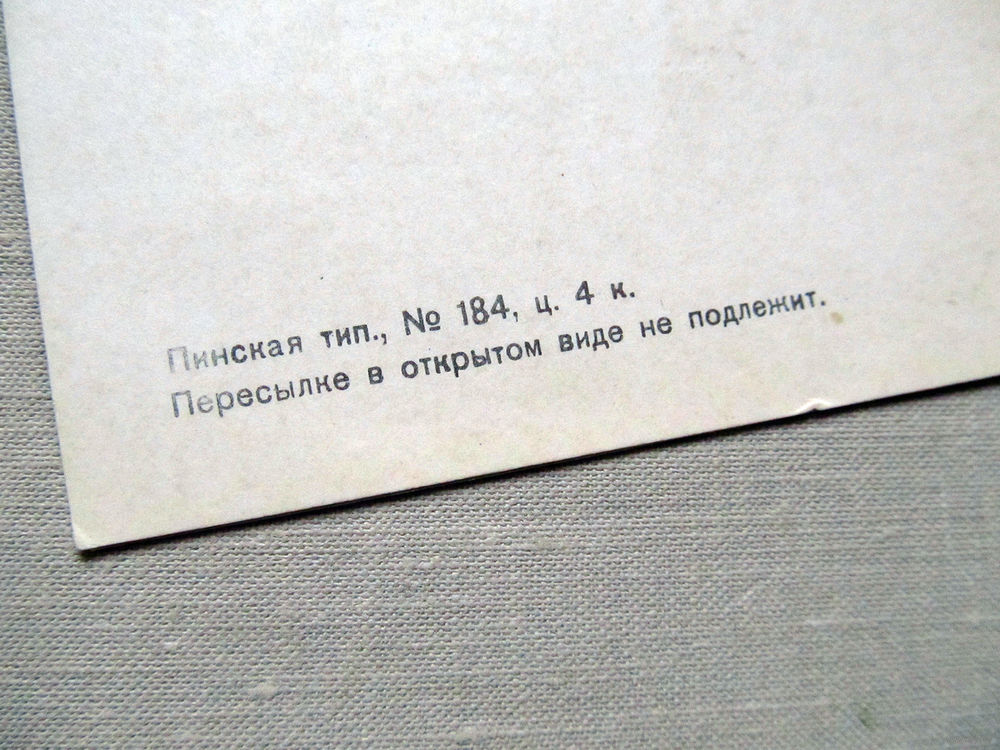 Пинская тип., № 184, ц. 4 к.
Пересылке в открытом виде не подлежит.